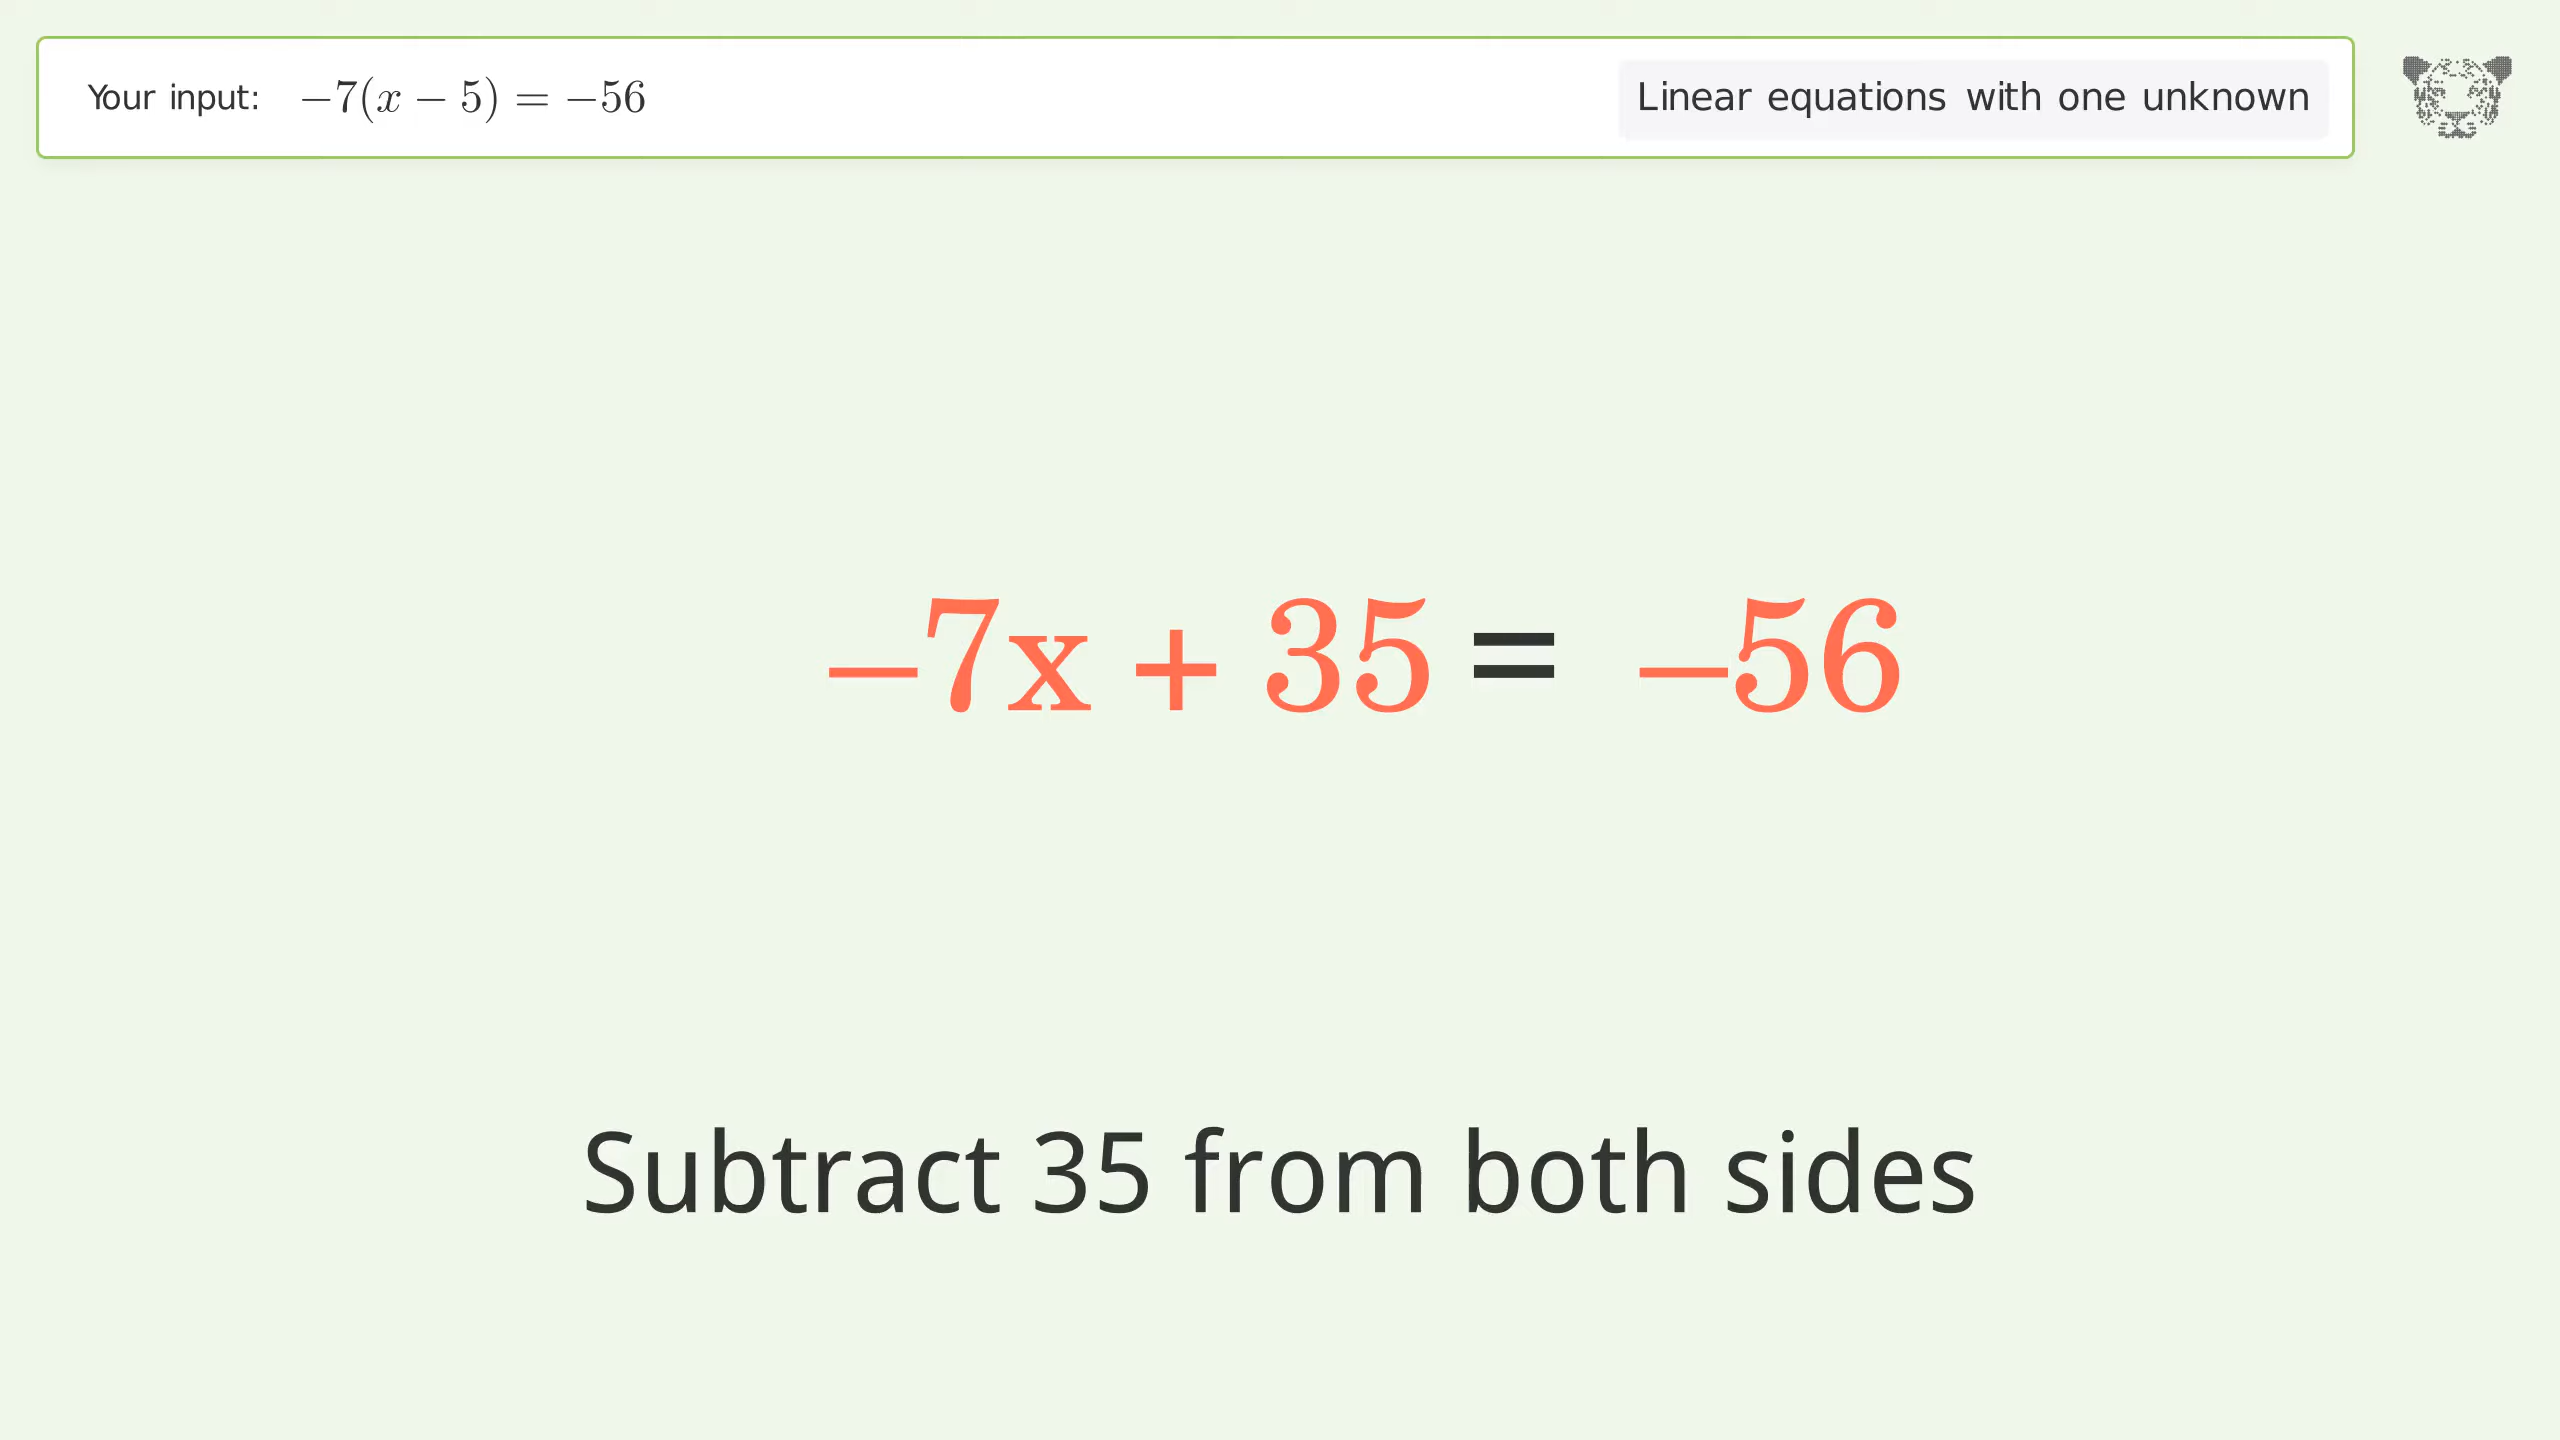 Your input: −7(x − 5) = −56
Linear equations with one unknown
−7x + 35 = −56
Subtract 35 from both sides